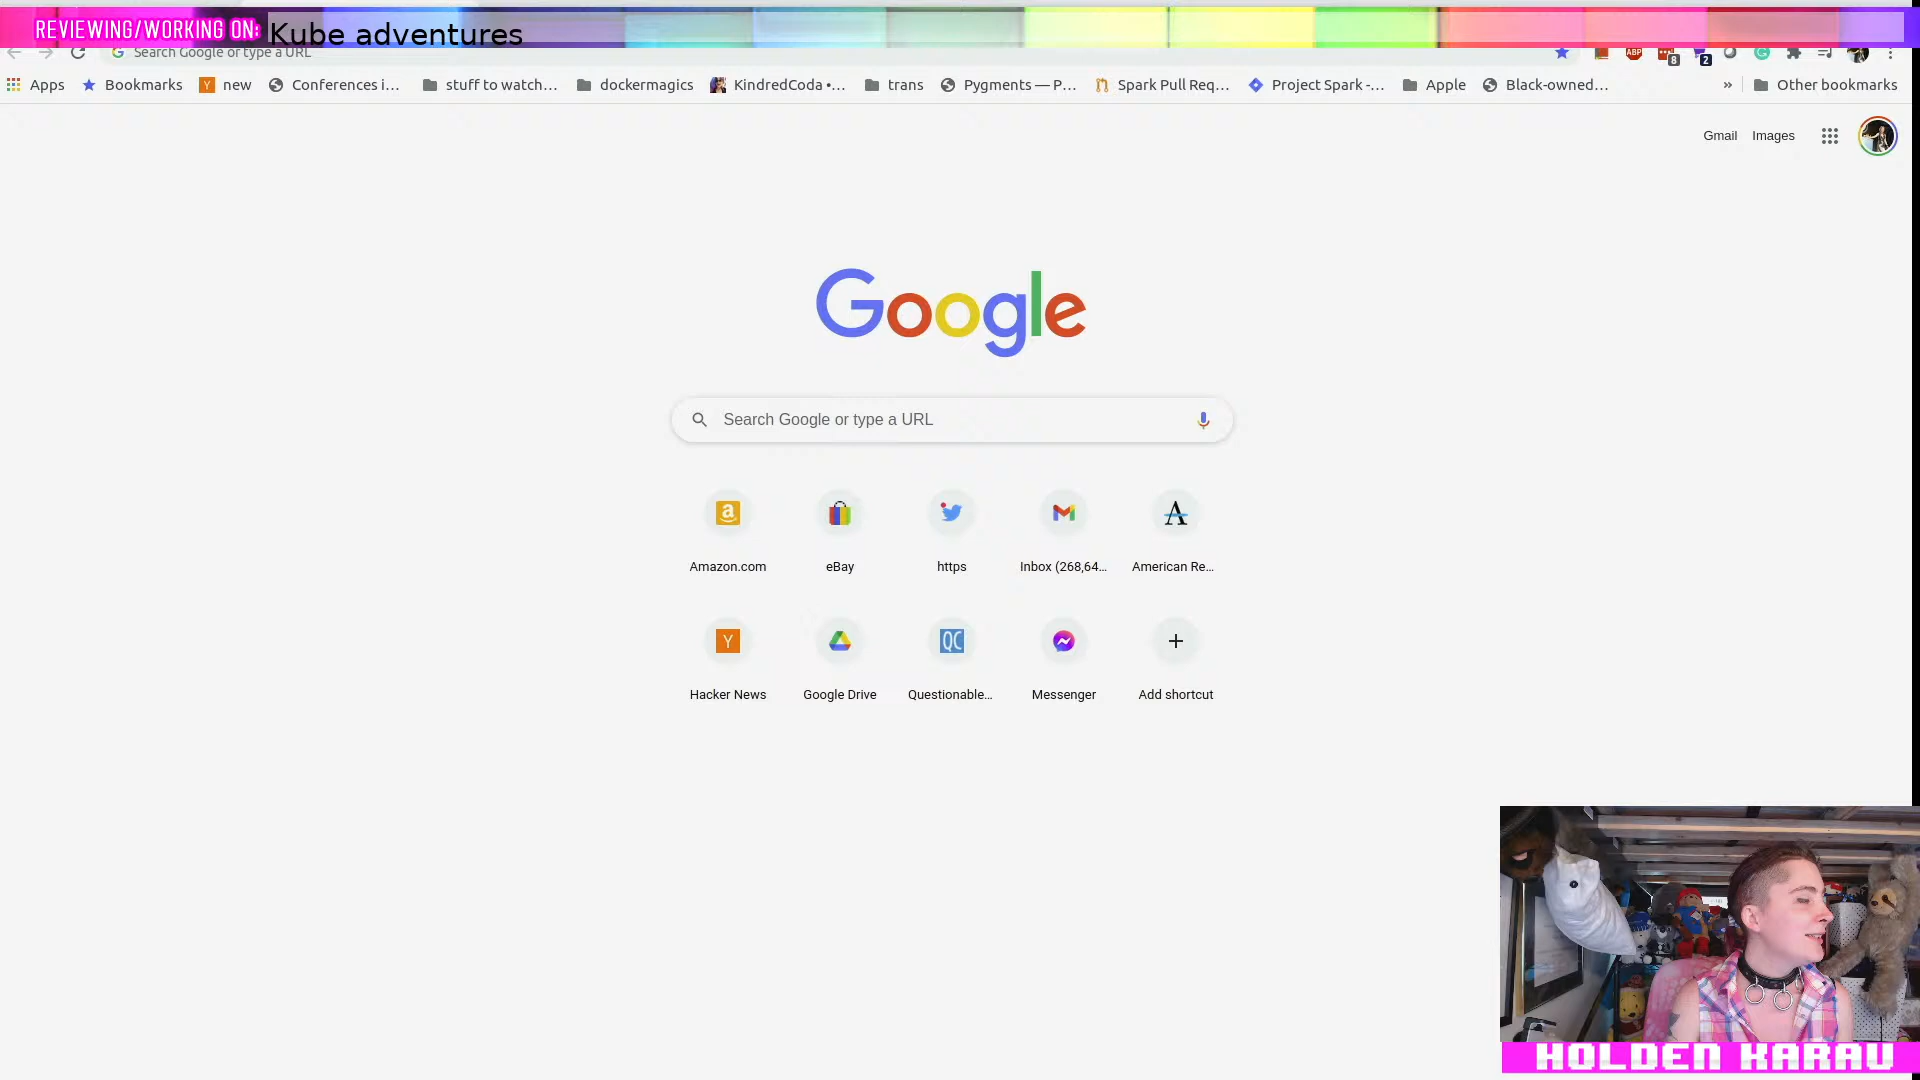 REVIEWING/WORKING ON: Kube adventures
Search Google or type a URL
ABP 8 2
Apps Bookmarks new Conferences i... stuff to watch... dockermagics KindredCoda •... trans Pygments — P... Spark Pull Req... Project Spark -... Apple Black-owned... » Other bookmarks
Gmail Images
Google
Search Google or type a URL
Amazon.com eBay https Inbox (268,64... American Re...
Hacker News Google Drive Questionable... Messenger Add shortcut
HOLDEN KARAU